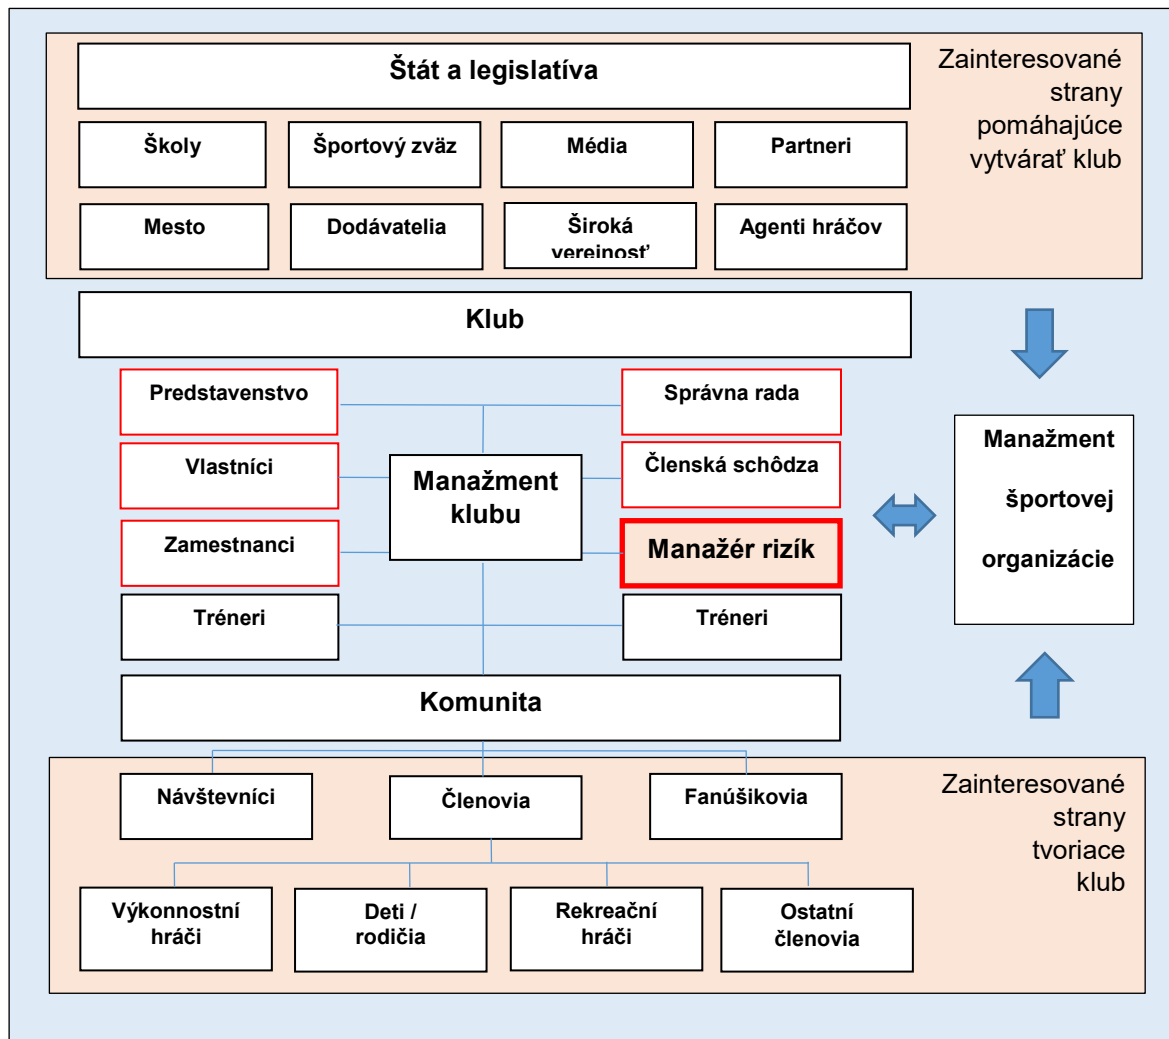 Štát a legislatíva
Zainteresované
strany
pomáhajúce
vytvárať klub
Školy
Športový zväz
Média
Partneri
Mesto
Dodávatelia
Široká
verejnosť
Agenti hráčov
Klub
Predstavenstvo
Správna rada
Vlastníci
Členská schôdza
Manažment
klubu
Zamestnanci
Manažér rizík
Tréneri
Tréneri
Manažment
športovej
organizácie
Komunita
Zainteresované
strany
tvoriace
klub
Návštevníci
Členovia
Fanúšikovia
Výkonnostní
hráči
Deti /
rodičia
Rekreační
hráči
Ostatní
členovia